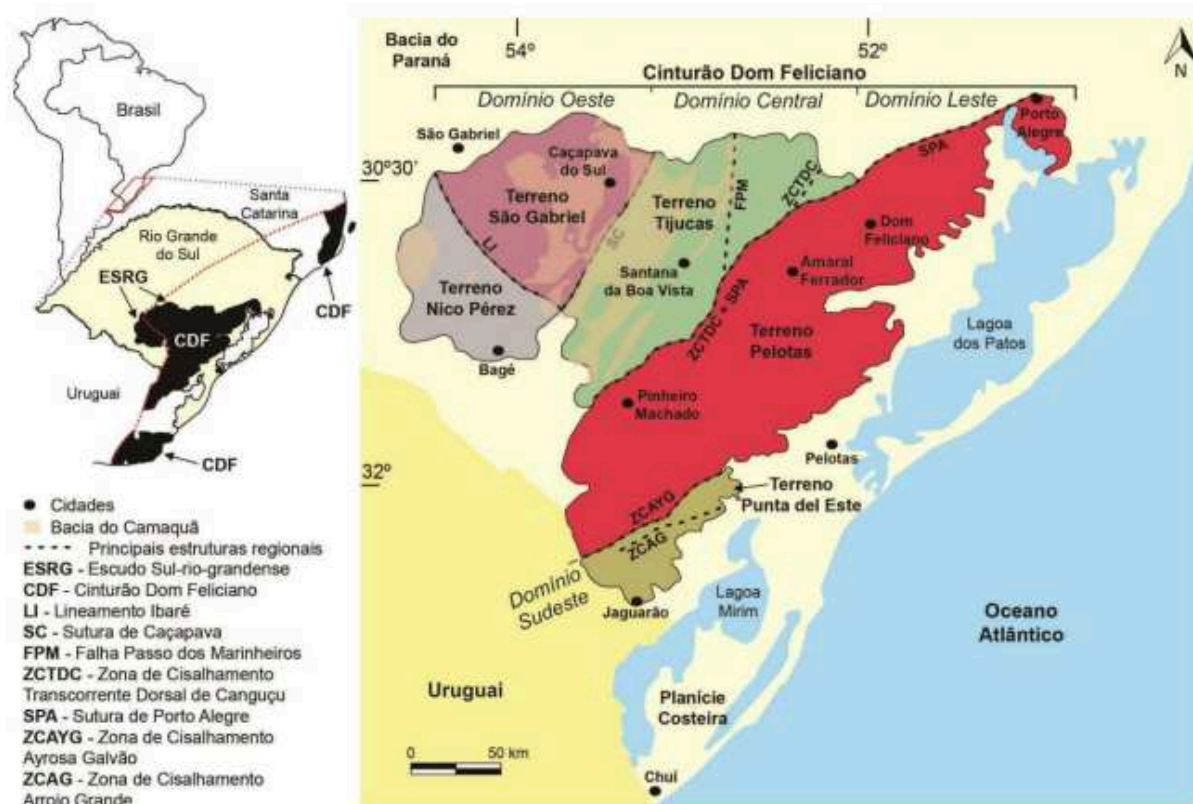 Brasil
Santa
Catarina
Rio Grande
do Sul
ESRG
CDF
CDF
Uruguai
CDF
Cidades
Bacia do Camaquã
Principais estruturas regionais
ESRG - Escudo Sul-rio-grandense
CDF - Cinturão Dom Feliciano
LI - Lineamento Ibaré
SC - Sutura de Caçapava
FPM - Falha Passo dos Marinheiros
ZCTDC - Zona de Cisalhamento
Transcorrente Dorsal de Canguçu
SPA - Sutura de Porto Alegre
ZCAYG - Zona de Cisalhamento
Ayrosa Galvão
ZCAG - Zona de Cisalhamento
Arroio Grande
Bacia do
Paraná
54º
52º
N
Cinturão Dom Feliciano
Domínio Oeste
Domínio Central
Domínio Leste
São Gabriel
Porto
Alegre
30º30'
Caçapava
do Sul
SPA
ZCTDC
FPM
Terreno
São Gabriel
Terreno
Tijucas
LI
SC
Dom
Feliciano
Santana
da Boa Vista
Amaral
Ferrador
Terreno
Nico Pérez
ZCTDC - SPA
Terreno
Pelotas
Lagoa
dos Patos
Bagé
Pinheiro
Machado
Pelotas
32º
Terreno
Punta del Este
ZCAYG
ZCAG
Domínio
Sudeste
Jaguarão
Lagoa
Mirim
Oceano
Atlântico
Uruguai
Planície
Costeira
0
50 km
Chuí